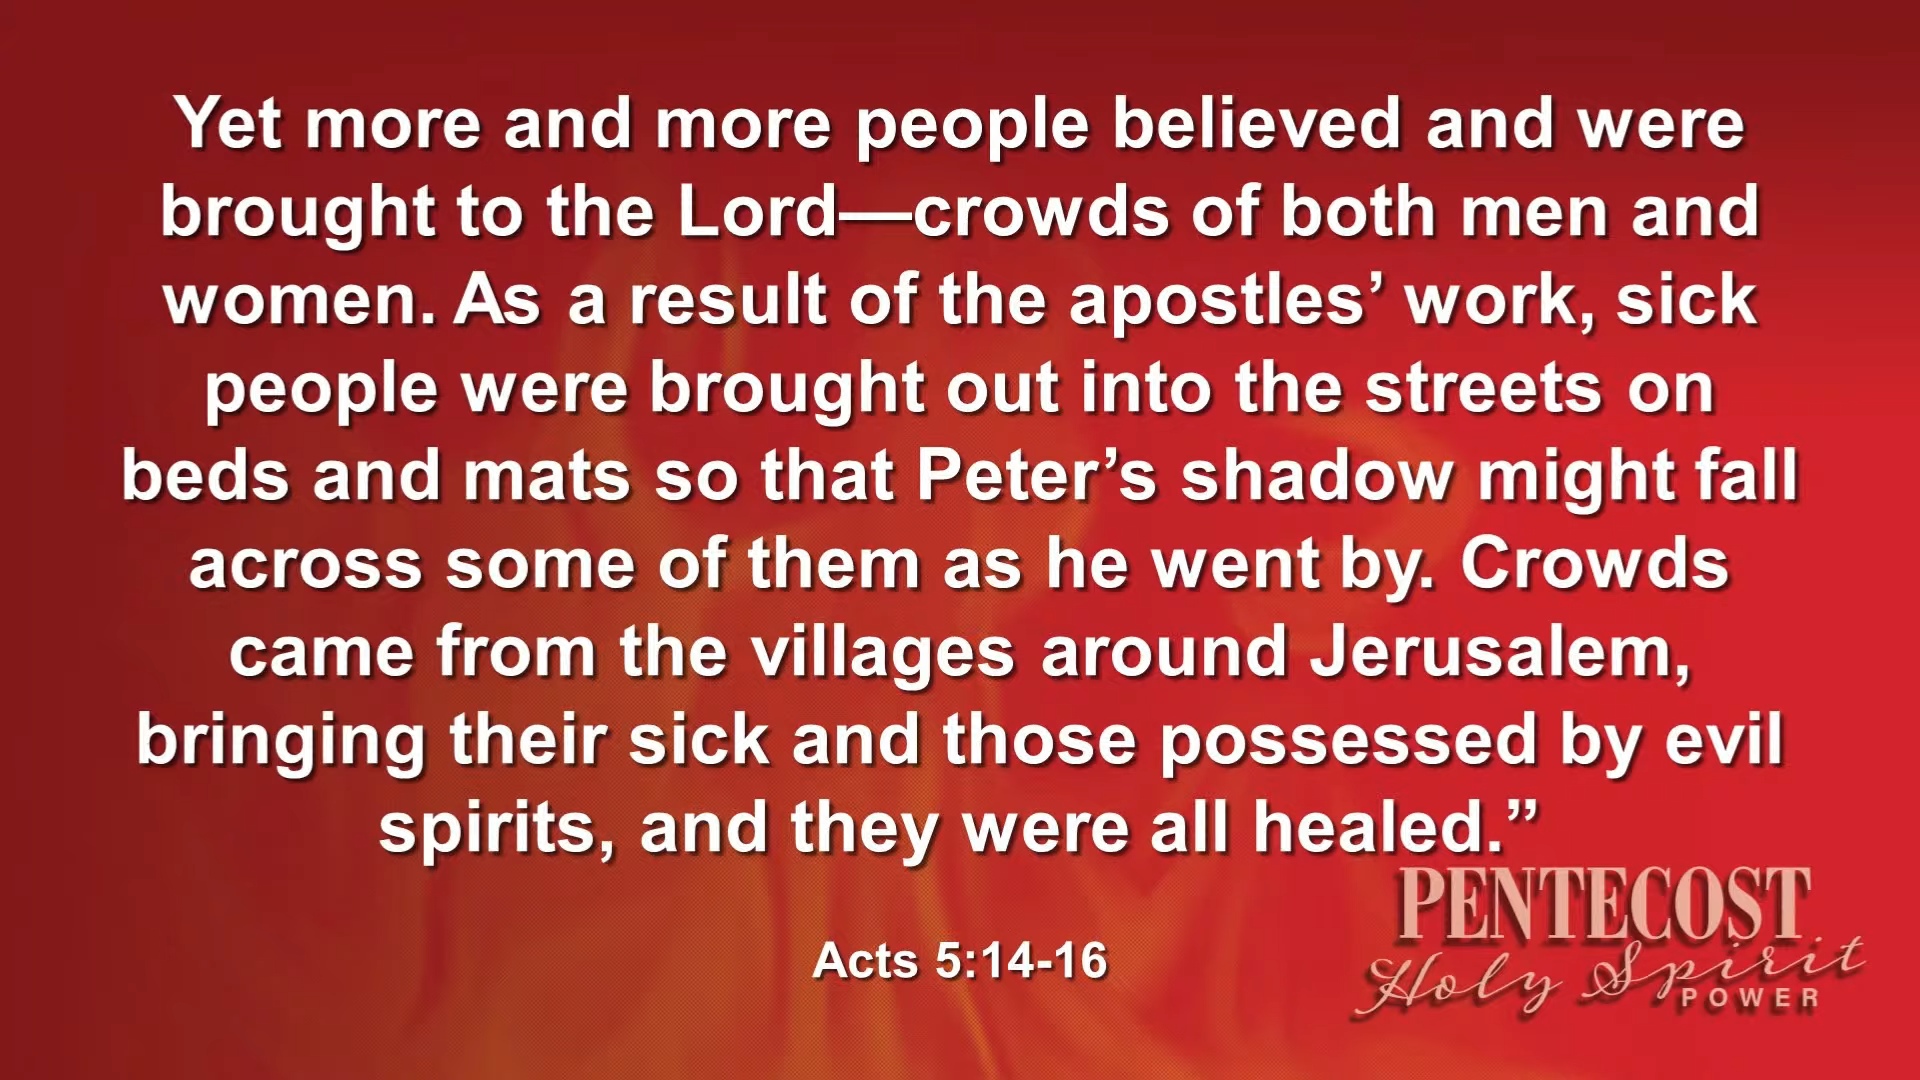 Yet more and more people believed and were
brought to the Lord—crowds of both men and
women. As a result of the apostles’ work, sick
people were brought out into the streets on
beds and mats so that Peter’s shadow might fall
across some of them as he went by. Crowds
came from the villages around Jerusalem,
bringing their sick and those possessed by evil
spirits, and they were all healed.”
Acts 5:14-16
PENTECOST
Holy Spirit
POWER